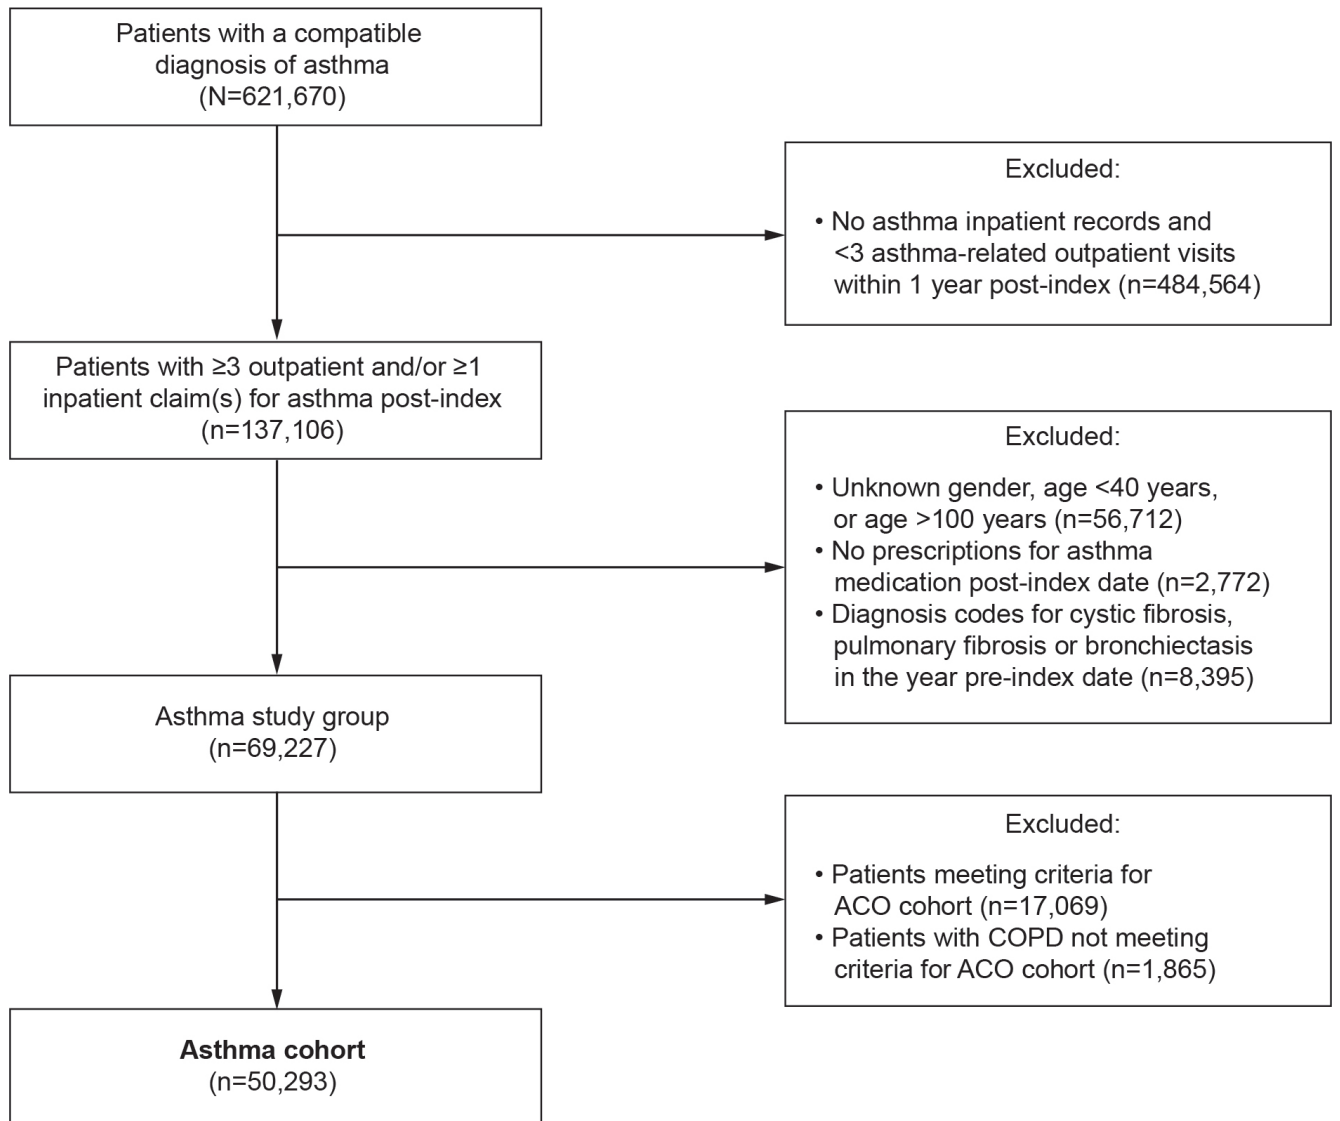 Patients with a compatible
diagnosis of asthma
(N=621,670)
Excluded:
• No asthma inpatient records and
<3 asthma-related outpatient visits
within 1 year post-index (n=484,564)
Patients with ≥3 outpatient and/or ≥1
inpatient claim(s) for asthma post-index
(n=137,106)
Excluded:
• Unknown gender, age <40 years,
or age >100 years (n=56,712)
• No prescriptions for asthma
medication post-index date (n=2,772)
• Diagnosis codes for cystic fibrosis,
pulmonary fibrosis or bronchiectasis
in the year pre-index date (n=8,395)
Asthma study group
(n=69,227)
Excluded:
• Patients meeting criteria for
ACO cohort (n=17,069)
• Patients with COPD not meeting
criteria for ACO cohort (n=1,865)
Asthma cohort
(n=50,293)